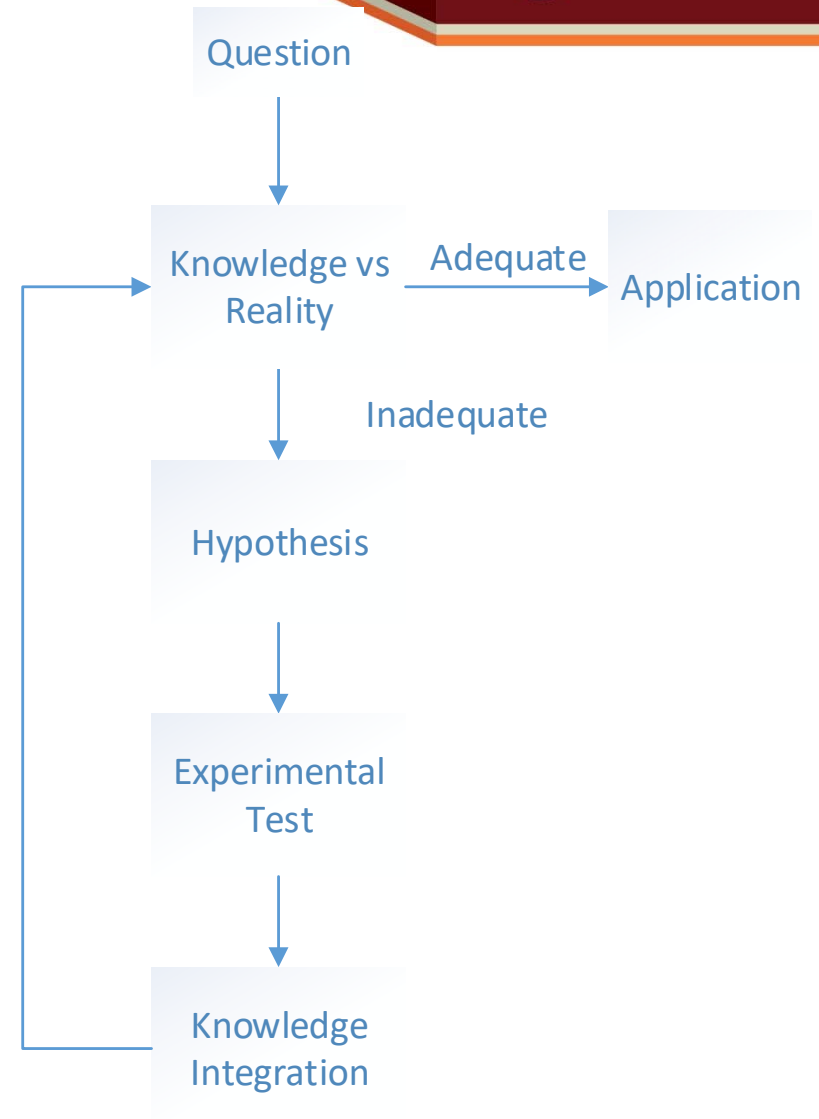 Question
Knowledge vs
Reality
Adequate
Application
Inadequate
Hypothesis
Experimental
Test
Knowledge
Integration